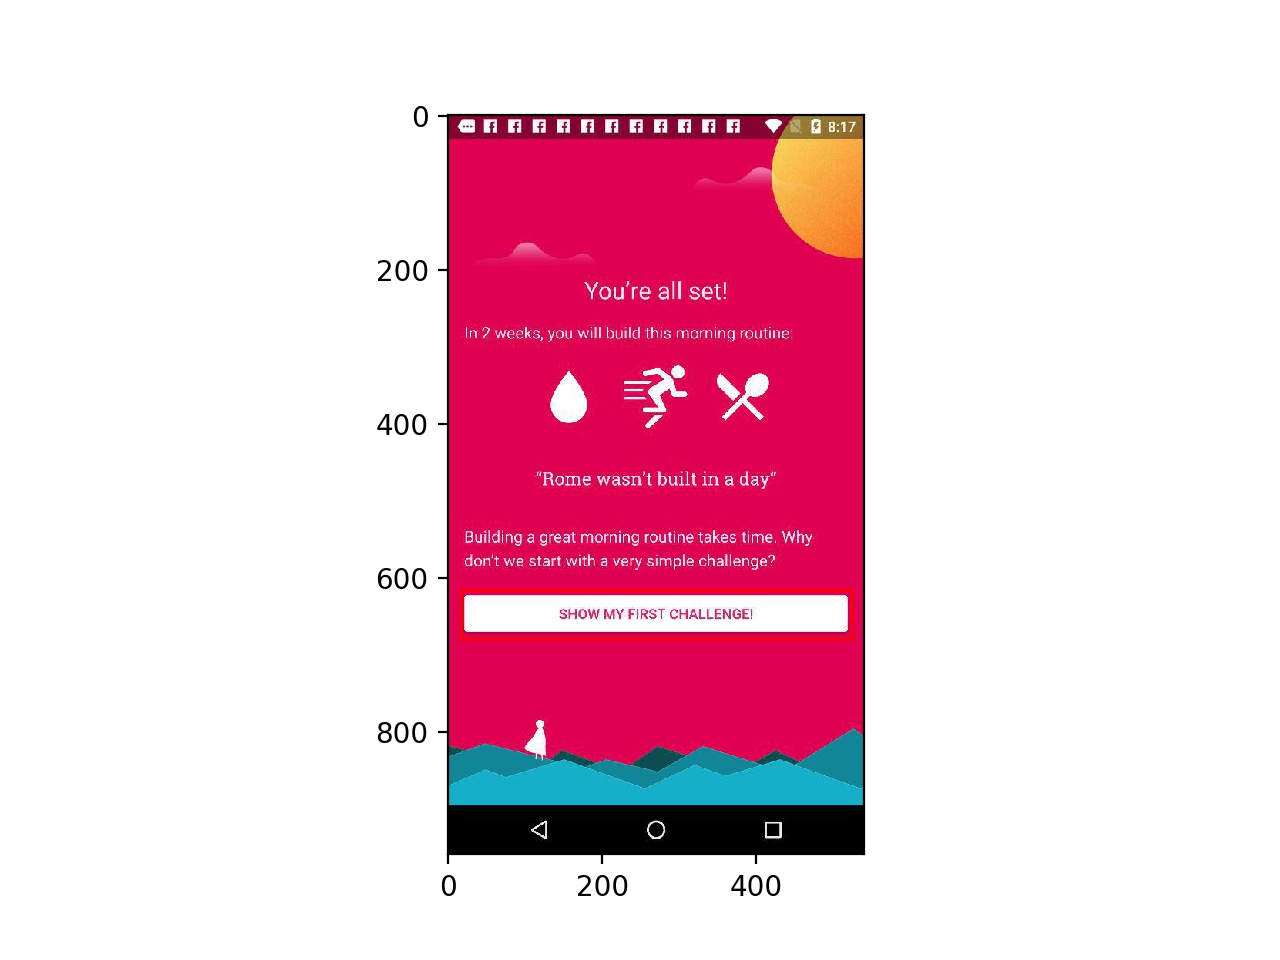 0
8:17
200
You're all set!
In 2 weeks, you will build this morning routine:
400
"Rome wasn't built in a day"
Building a great morning routine takes time. Why
don't we start with a very simple challenge?
600
SHOW MY FIRST CHALLENGE!
800
0 200 400